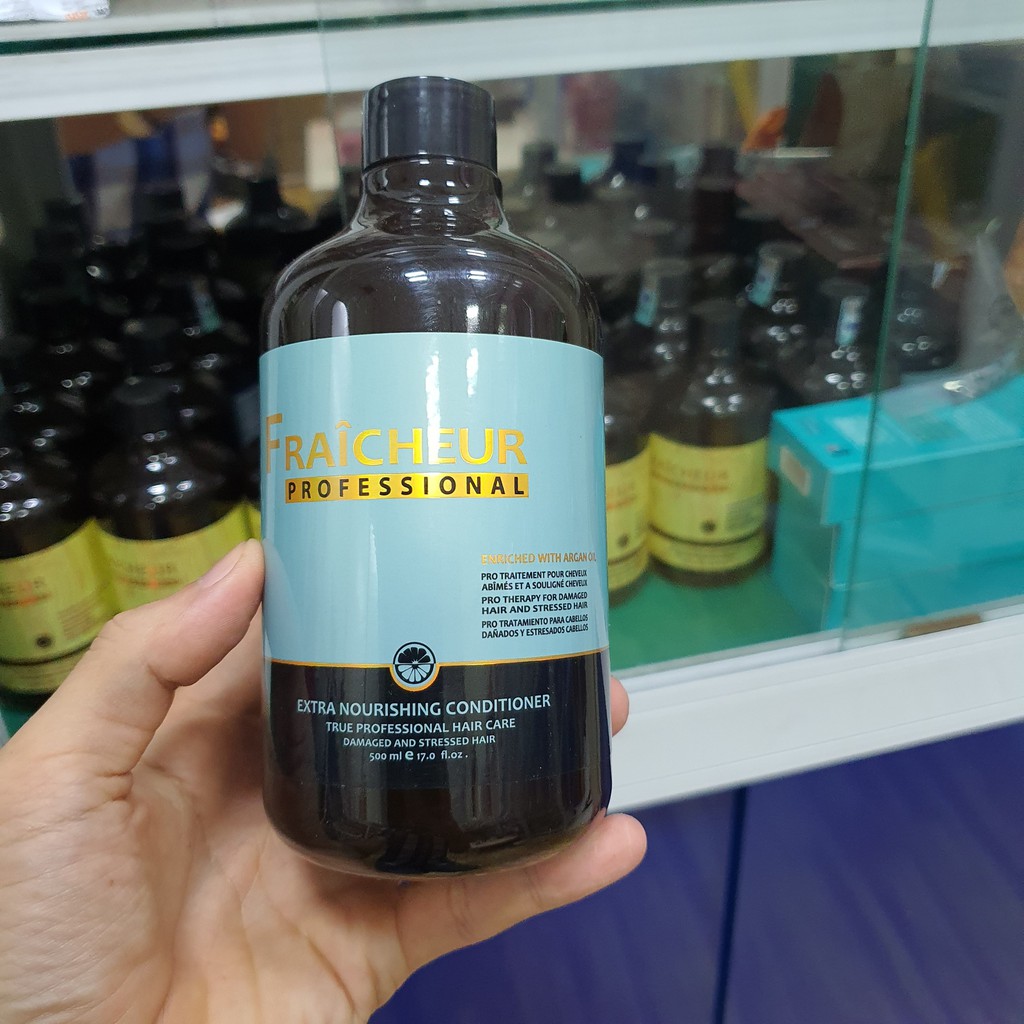 FRAÎCHEUR
PROFESSIONAL
ENRICHED WITH ARGAN OIL
PRO TRAITEMENT POUR CHEVEUX
ABÎMÉS ET A SOULIGNÉ CHEVEUX
PRO THERAPY FOR DAMAGED
HAIR AND STRESSED HAIR
PRO TRATAMIENTO PARA CABELLOS
DAÑADOS Y ESTRESADOS CABELLOS
EXTRA NOURISHING CONDITIONER
TRUE PROFESSIONAL HAIR CARE
DAMAGED AND STRESSED HAIR
500 ml e 17.0 fl.oz.